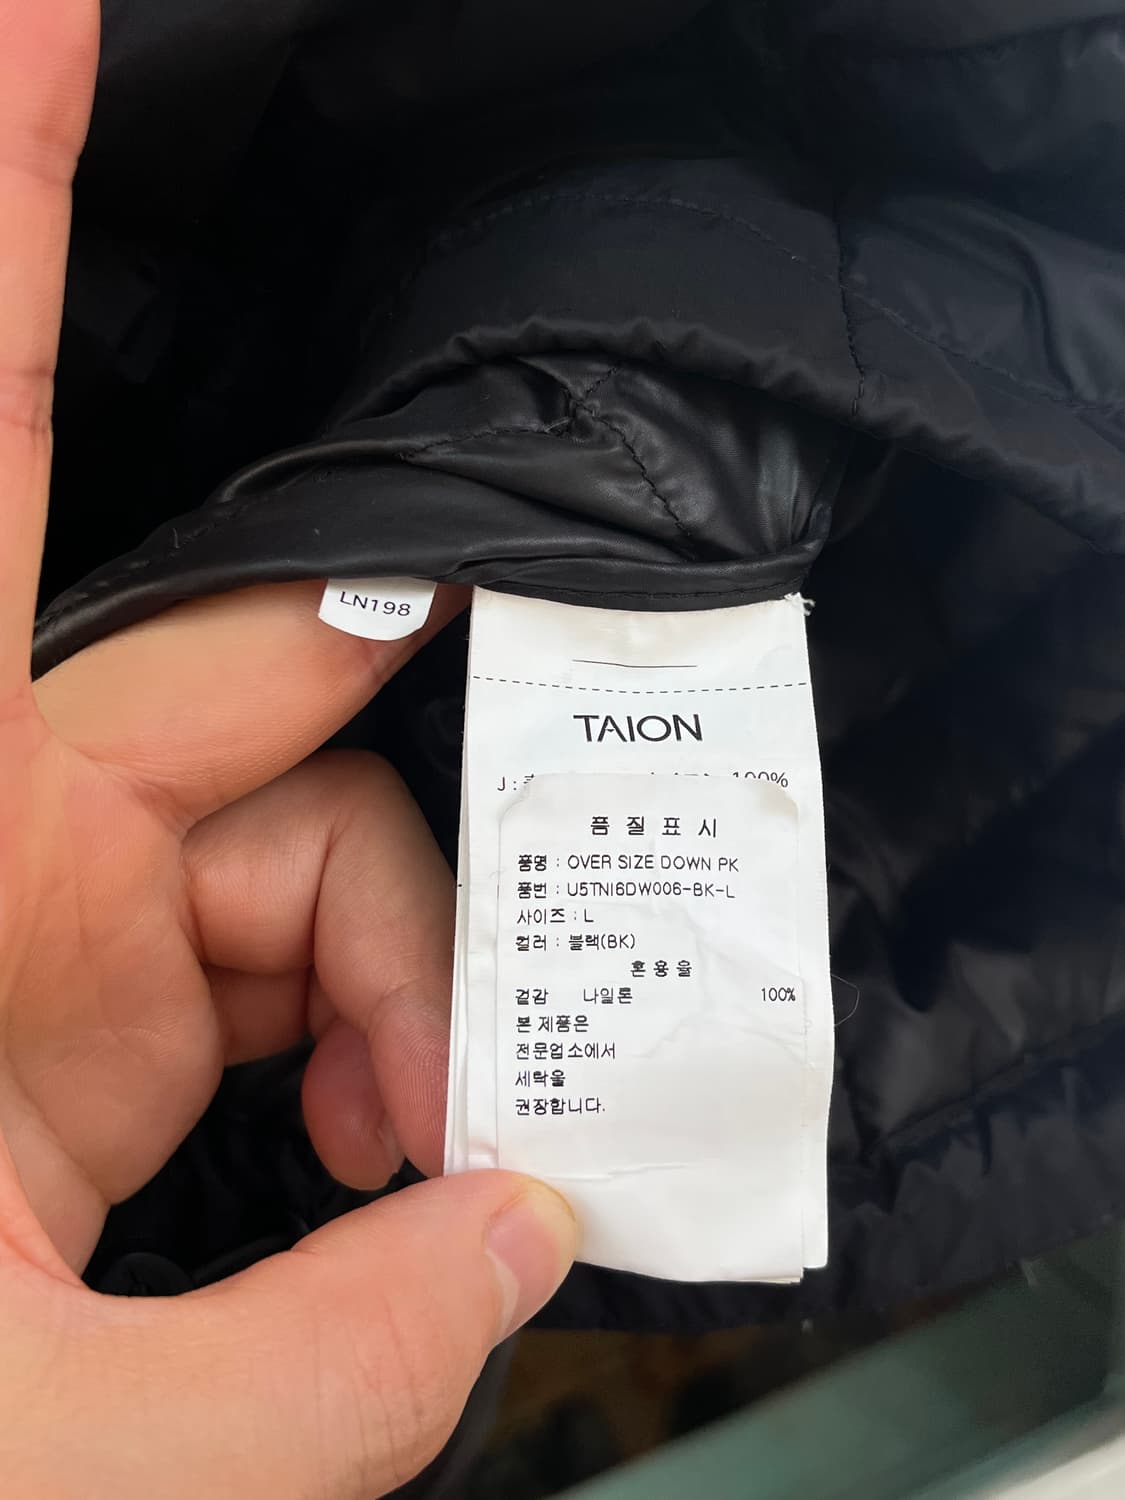 LN198
TAION
J : 100%
품 질 표 시
품명 : OVER SIZE DOWN PK
품번 : U5TNI6DW006-BK-L
사이즈 : L
컬러 : 블랙(BK)
혼 용 율
겉감 나일론 100%
본 제품은
전문업소에서
세탁을
권장합니다.